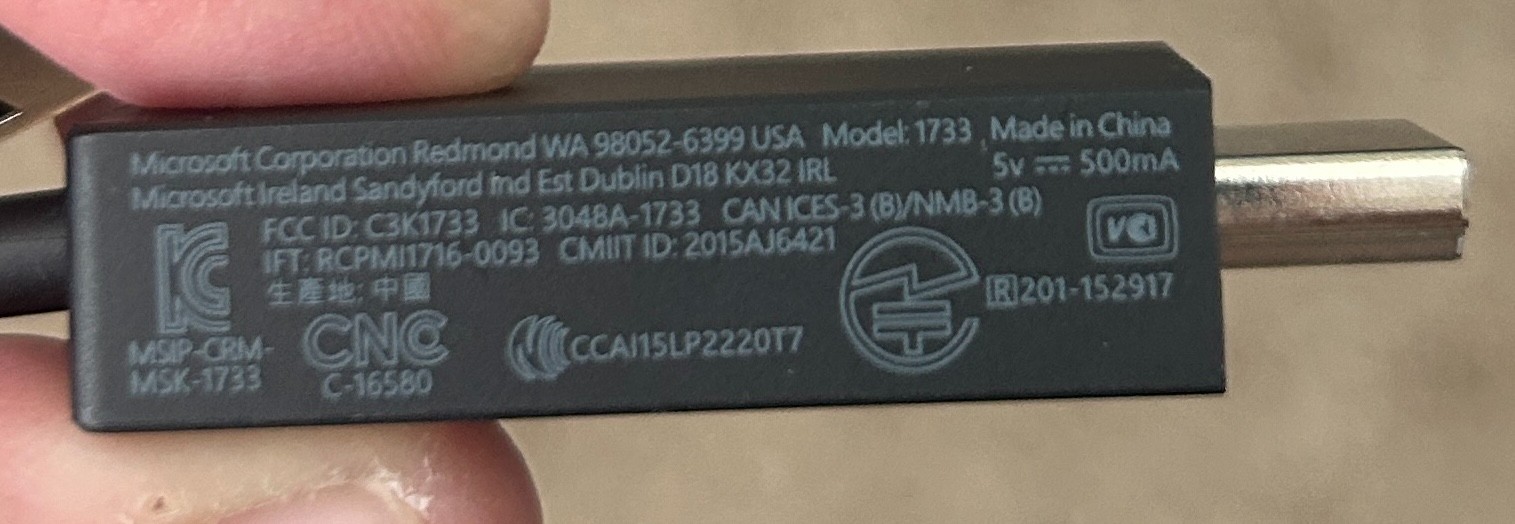 Microsoft Corporation Redmond WA 98052-6399 USA Model: 1733 Made in China
Microsoft Ireland Sandyford Ind Est Dublin D18 KX32 IRL 5v ⎓ 500mA
FCC ID: C3K1733 IC: 3048A-1733 CAN ICES-3 (B)/NMB-3 (B)
IFT: RCPMI1716-0093 CMIIT ID: 2015AJ6421
生產地: 中國
R 201-152917
MSIP-CRM-
MSK-1733
CNC
C-16580
CCAI15LP2220T7